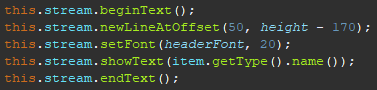 this.stream.beginText();
this.stream.newLineAtOffset(50, height - 170);
this.stream.setFont(headerFont, 20);
this.stream.showText(item.getType().name());
this.stream.endText();